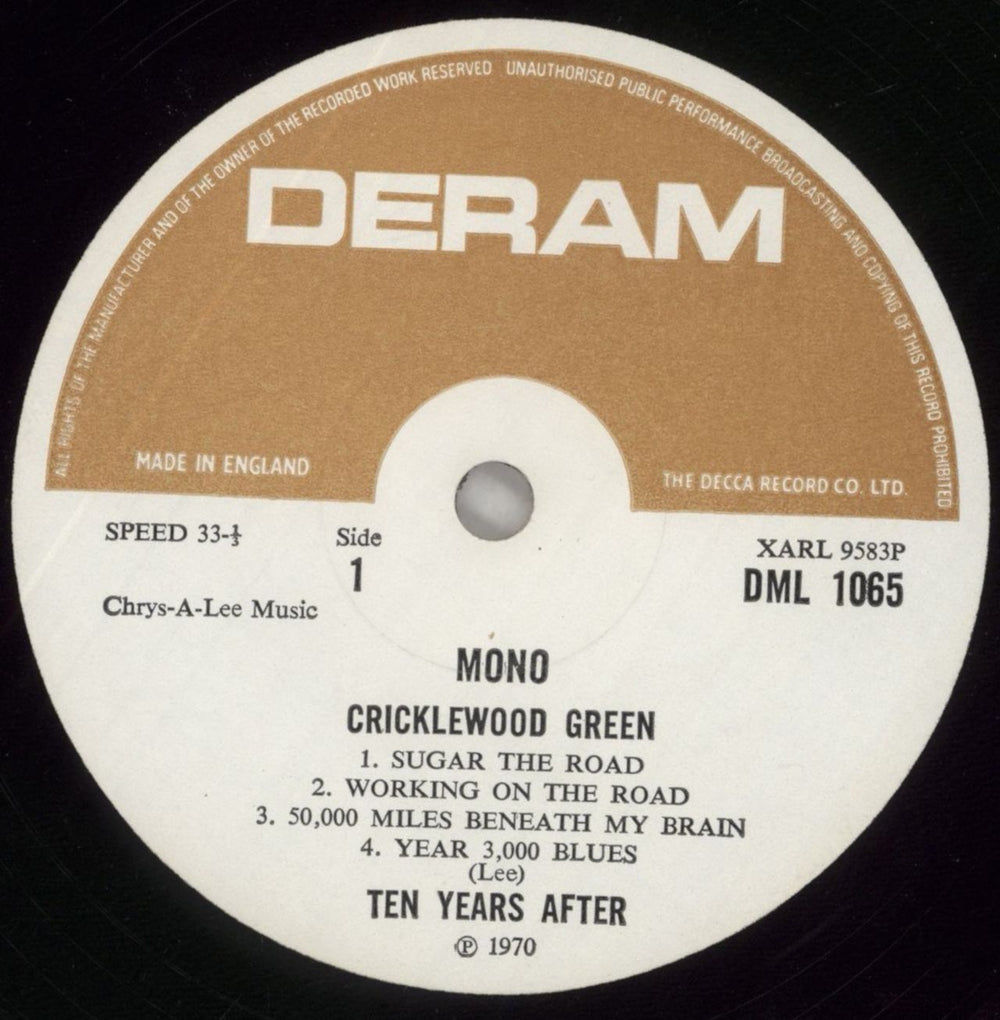 ALL RIGHTS OF THE MANUFACTURER AND OF THE OWNER OF THE RECORDED WORK RESERVED UNAUTHORISED PUBLIC PERFORMANCE BROADCASTING AND COPYING OF THIS RECORD PROHIBITED
DERAM
MADE IN ENGLAND
THE DECCA RECORD CO. LTD.
SPEED 33-⅓
Side
1
XARL 9583P
DML 1065
Chrys-A-Lee Music
MONO
CRICKLEWOOD GREEN
1. SUGAR THE ROAD
2. WORKING ON THE ROAD
3. 50,000 MILES BENEATH MY BRAIN
4. YEAR 3,000 BLUES
(Lee)
TEN YEARS AFTER
℗ 1970